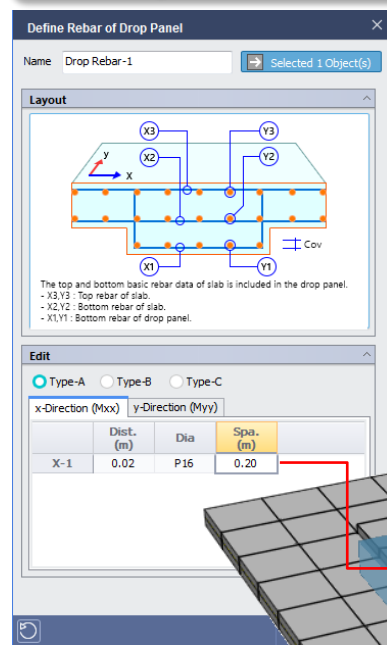 Define Rebar of Drop Panel
Name Drop Rebar-1 Selected 1 Object(s)
Layout
X3 Y3
y X2 Y2
x
Cov
X1 Y1
The top and bottom basic rebar data of slab is included in the drop panel.
- X3,Y3 : Top rebar of slab.
- X2,Y2 : Bottom rebar of slab.
- X1,Y1 : Bottom rebar of drop panel.
Edit
Type-A Type-B Type-C
x-Direction (Mxx) y-Direction (Myy)
Dist. (m) Dia Spa. (m)
X-1 0.02 P16 0.20